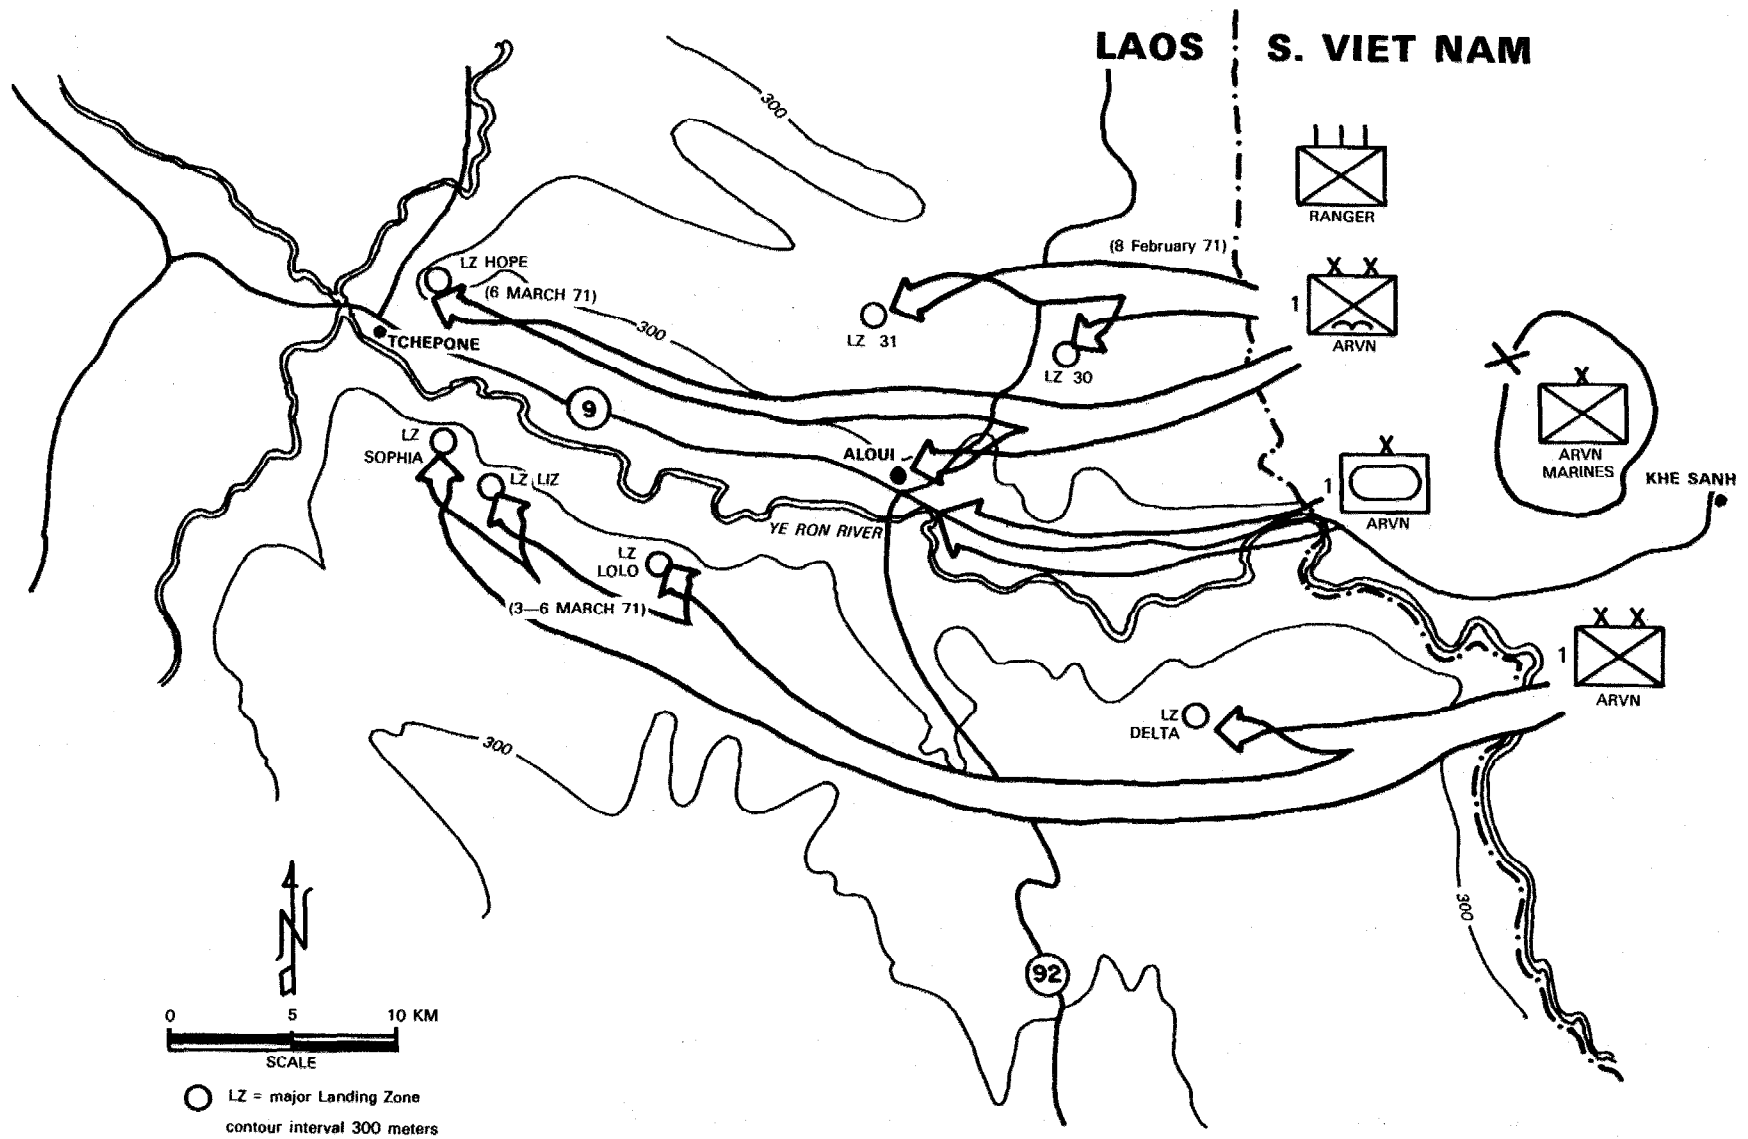 LAOS S. VIET NAM
300
RANGER
(8 February 71)
LZ HOPE
(6 MARCH 71)
X X
1
ARVN
LZ 31
300
TCHEPONE
LZ 30
X
9
ARVN
MARINES
KHE SANH
LZ
SOPHIA
ALOUI
X
1
ARVN
LZ LIZ
YE RON RIVER
LZ
LOLO
(3–6 MARCH 71)
X X
1
ARVN
LZ
DELTA
300
300
92
N
0 5 10 KM
SCALE
LZ = major Landing Zone
contour interval 300 meters